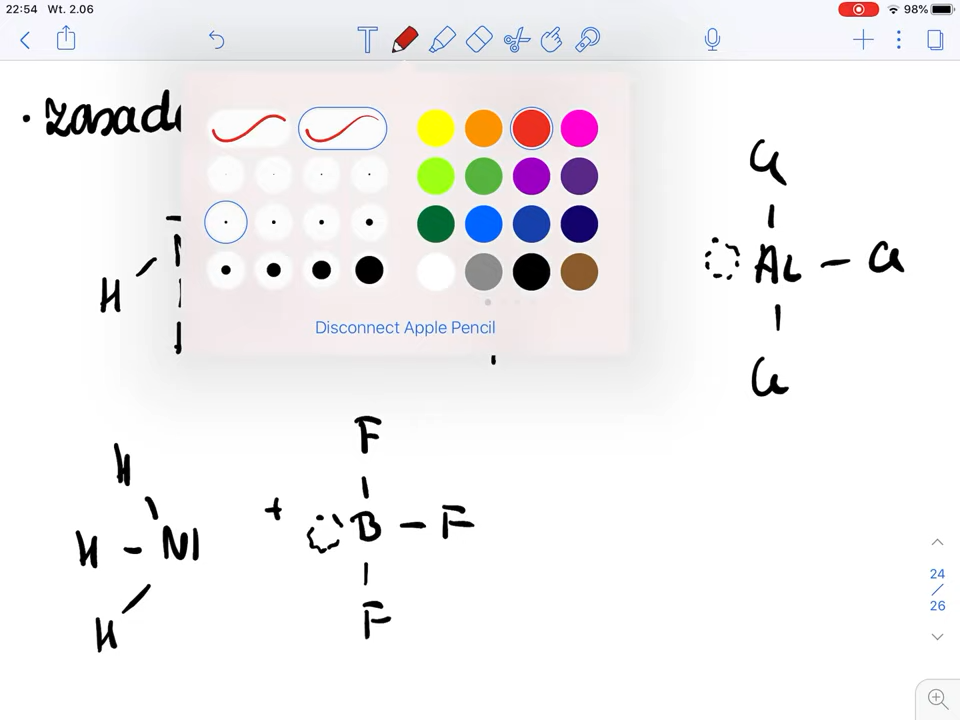 22:54 Wt. 2.06 98%
T
• zasad
Disconnect Apple Pencil
H
Cl
Al - Cl
Cl
F
H
H - N| + B - F
H
F
24
/
26